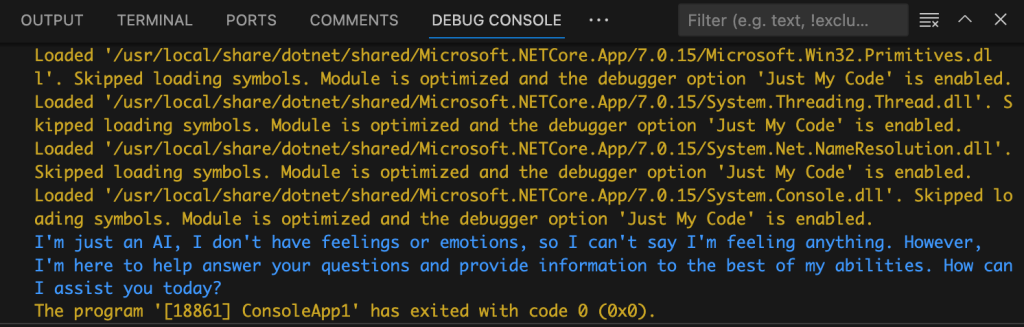 OUTPUT TERMINAL PORTS COMMENTS DEBUG CONSOLE ··· Filter (e.g. text, !exclu...
Loaded '/usr/local/share/dotnet/shared/Microsoft.NETCore.App/7.0.15/Microsoft.Win32.Primitives.dl
l'. Skipped loading symbols. Module is optimized and the debugger option 'Just My Code' is enabled.
Loaded '/usr/local/share/dotnet/shared/Microsoft.NETCore.App/7.0.15/System.Threading.Thread.dll'. S
kipped loading symbols. Module is optimized and the debugger option 'Just My Code' is enabled.
Loaded '/usr/local/share/dotnet/shared/Microsoft.NETCore.App/7.0.15/System.Net.NameResolution.dll'.
Skipped loading symbols. Module is optimized and the debugger option 'Just My Code' is enabled.
Loaded '/usr/local/share/dotnet/shared/Microsoft.NETCore.App/7.0.15/System.Console.dll'. Skipped lo
ading symbols. Module is optimized and the debugger option 'Just My Code' is enabled.
I'm just an AI, I don't have feelings or emotions, so I can't say I'm feeling anything. However,
I'm here to help answer your questions and provide information to the best of my abilities. How can
I assist you today?
The program '[18861] ConsoleApp1' has exited with code 0 (0x0).